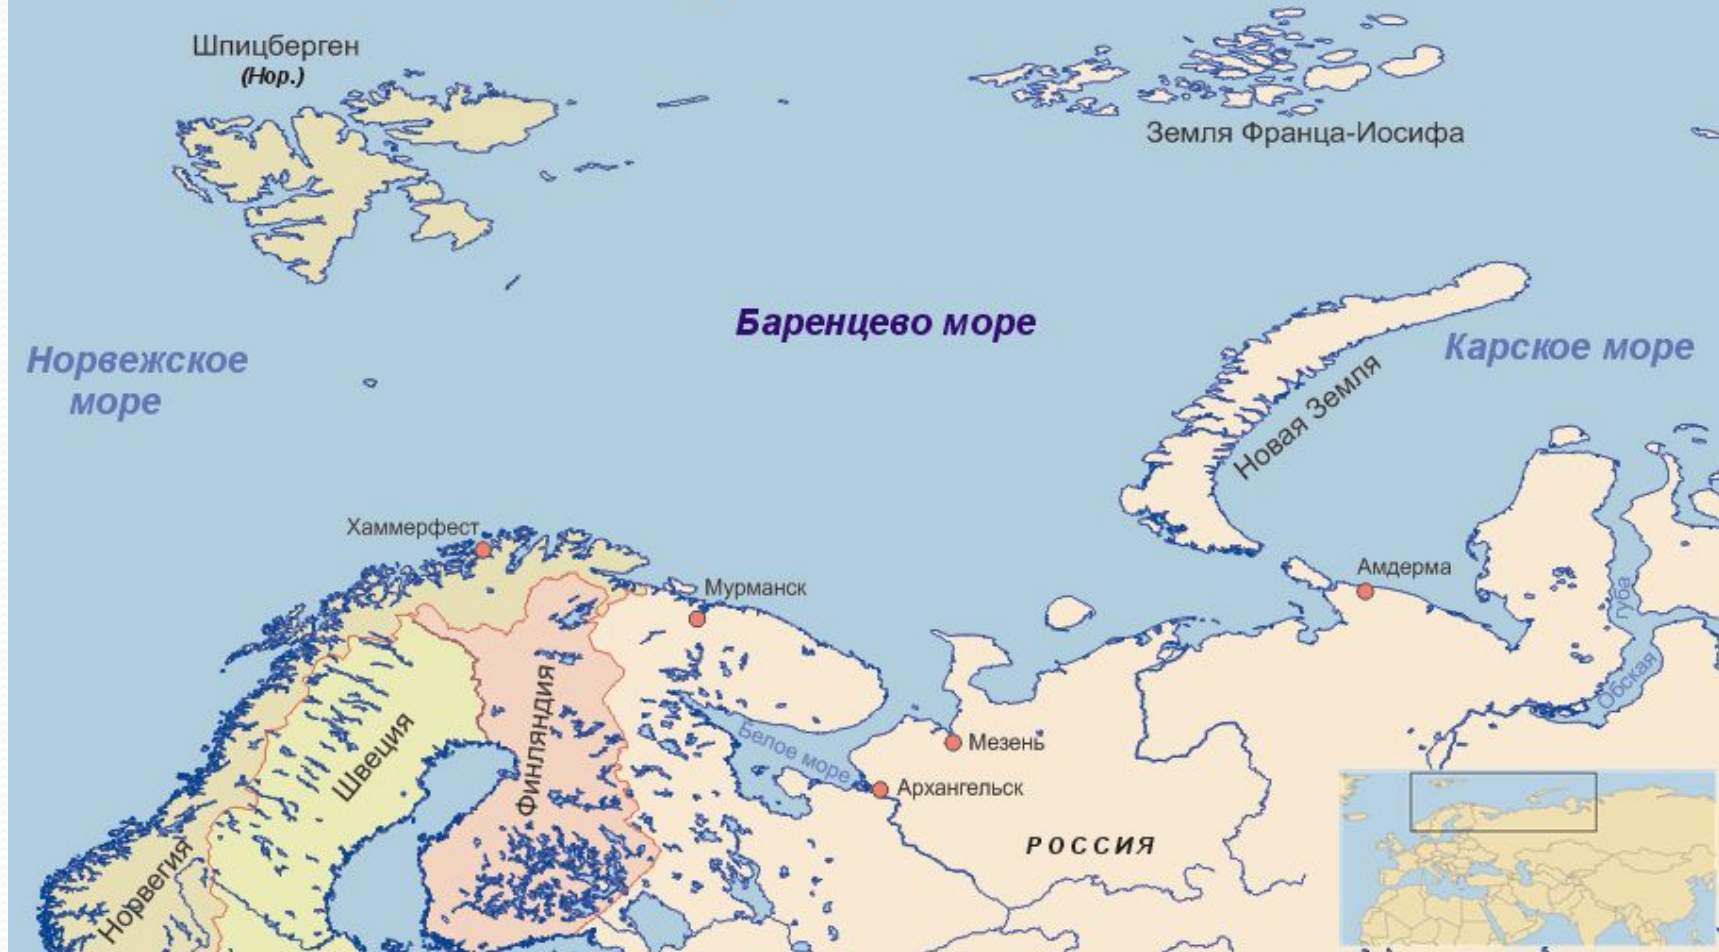 Шпицберген
(Нор.)
Земля Франца-Иосифа
Баренцево море
Норвежское
море
Карское море
Новая Земля
Хаммерфест
Мурманск
Амдерма
губа
Обская
Белое море
Мезень
Архангельск
Финляндия
Швеция
Норвегия
РОССИЯ